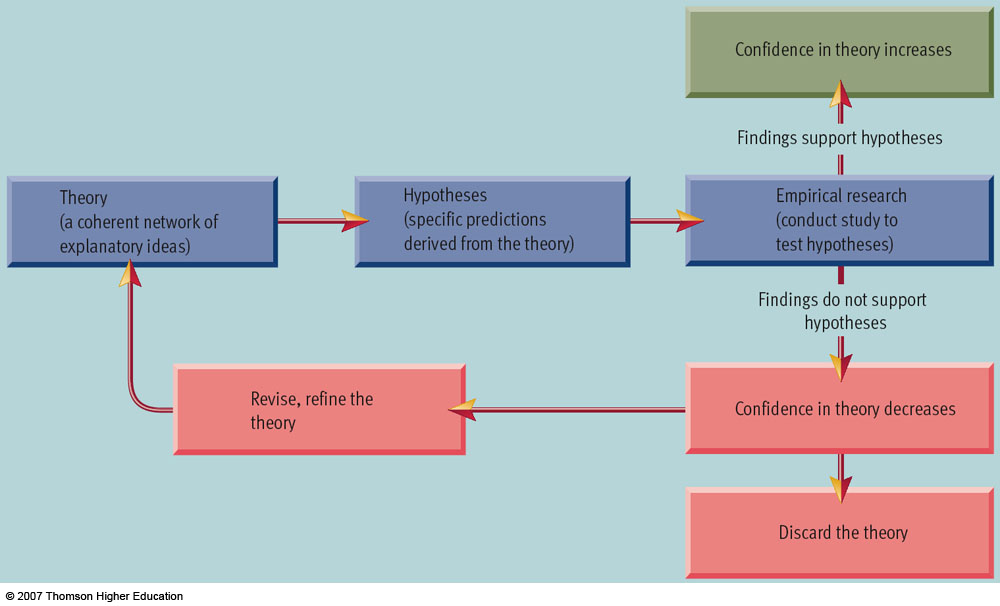 Confidence in theory increases
Findings support hypotheses
Theory
(a coherent network of
explanatory ideas)
Hypotheses
(specific predictions
derived from the theory)
Empirical research
(conduct study to
test hypotheses)
Findings do not support
hypotheses
Revise, refine the
theory
Confidence in theory decreases
Discard the theory
© 2007 Thomson Higher Education